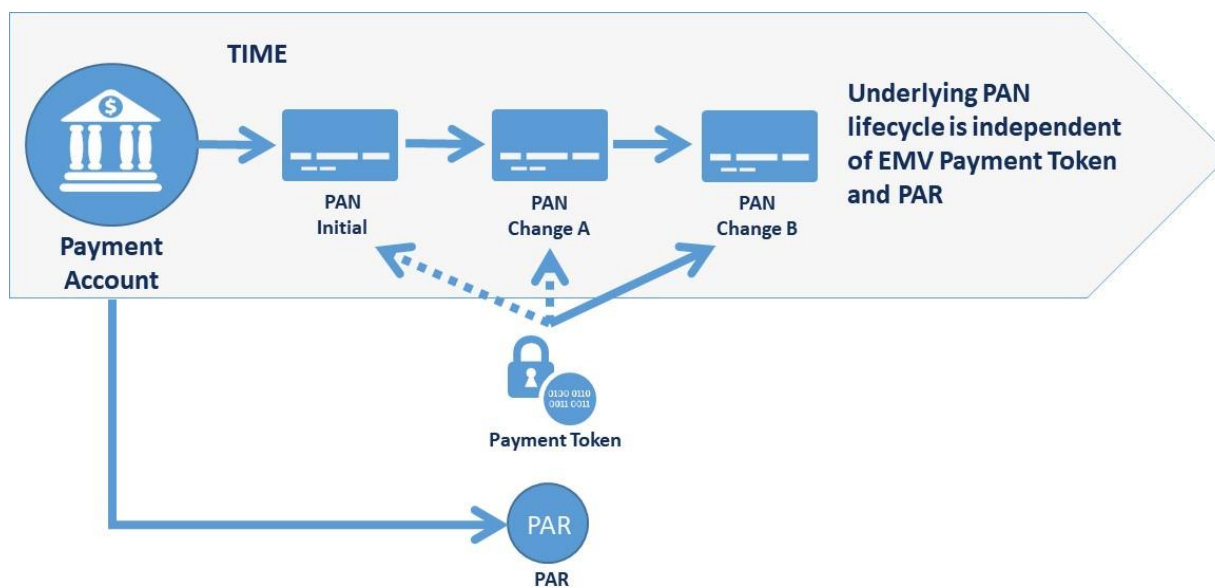 TIME
$
Payment
Account
PAN
Initial
PAN
Change A
PAN
Change B
Underlying PAN
lifecycle is independent
of EMV Payment Token
and PAR
0100 0110
0011 0011
Payment Token
PAR
PAR